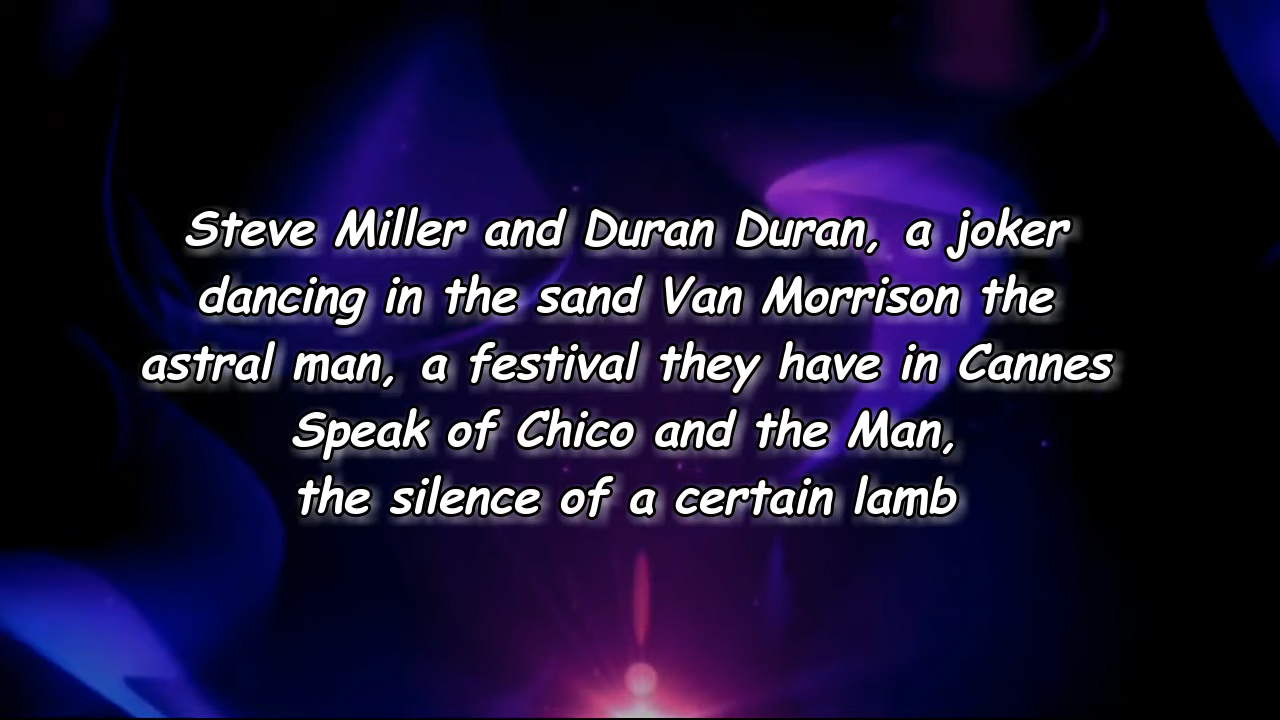 Steve Miller and Duran Duran, a joker
dancing in the sand Van Morrison the
astral man, a festival they have in Cannes
Speak of Chico and the Man,
the silence of a certain lamb